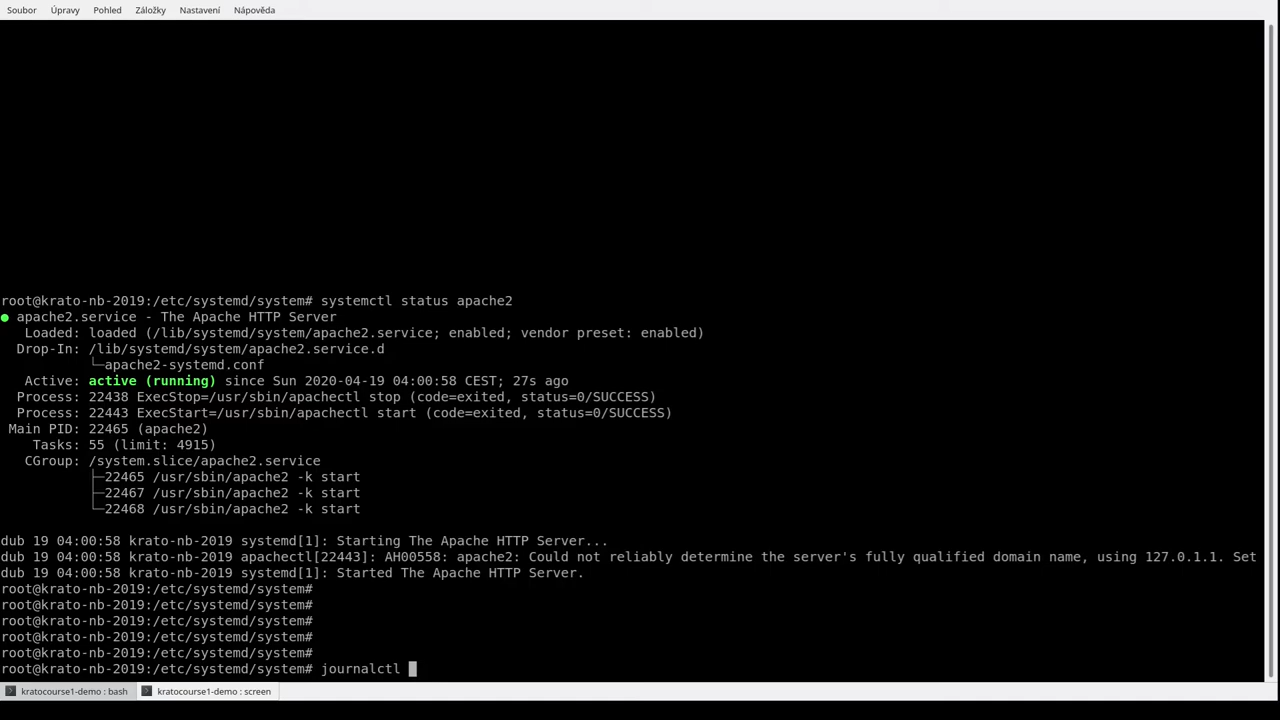 Soubor Úpravy Pohled Záložky Nastavení Nápověda
root@krato-nb-2019:/etc/systemd/system# systemctl status apache2
● apache2.service - The Apache HTTP Server
   Loaded: loaded (/lib/systemd/system/apache2.service; enabled; vendor preset: enabled)
  Drop-In: /lib/systemd/system/apache2.service.d
           └─apache2-systemd.conf
   Active: active (running) since Sun 2020-04-19 04:00:58 CEST; 27s ago
  Process: 22438 ExecStop=/usr/sbin/apachectl stop (code=exited, status=0/SUCCESS)
  Process: 22443 ExecStart=/usr/sbin/apachectl start (code=exited, status=0/SUCCESS)
 Main PID: 22465 (apache2)
    Tasks: 55 (limit: 4915)
   CGroup: /system.slice/apache2.service
           ├─22465 /usr/sbin/apache2 -k start
           ├─22467 /usr/sbin/apache2 -k start
           └─22468 /usr/sbin/apache2 -k start
dub 19 04:00:58 krato-nb-2019 systemd[1]: Starting The Apache HTTP Server...
dub 19 04:00:58 krato-nb-2019 apachectl[22443]: AH00558: apache2: Could not reliably determine the server's fully qualified domain name, using 127.0.1.1. Set
dub 19 04:00:58 krato-nb-2019 systemd[1]: Started The Apache HTTP Server.
root@krato-nb-2019:/etc/systemd/system#
root@krato-nb-2019:/etc/systemd/system#
root@krato-nb-2019:/etc/systemd/system#
root@krato-nb-2019:/etc/systemd/system#
root@krato-nb-2019:/etc/systemd/system#
root@krato-nb-2019:/etc/systemd/system# journalctl
kratocourse1-demo : bash kratocourse1-demo : screen